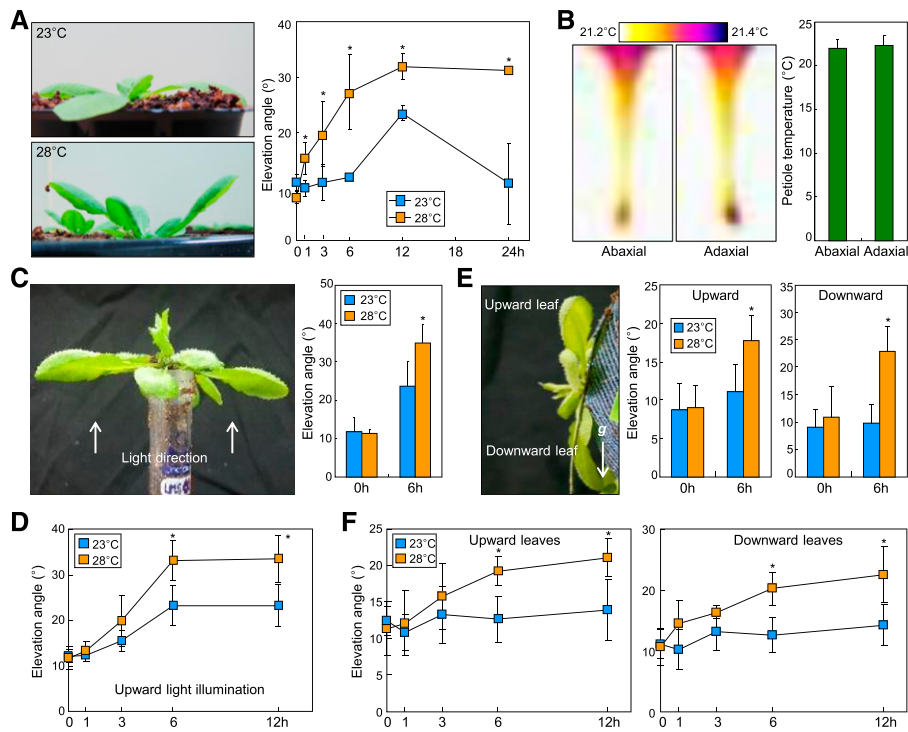 A
23°C
28°C
Elevation angle (°)
40
30
20
10
0
23°C
28°C
0 1 3 6 12 18 24h
* * * * * *
B
21.2°C 21.4°C
Abaxial Adaxial
Petiole temperature (°C)
25
20
15
10
5
0
Abaxial Adaxial
C
Light direction
Elevation angle (°)
50
40
30
20
10
0
23°C
28°C
*
0h 6h
E
Upward leaf
Downward leaf
g
Elevation angle (°)
Upward
25
20
15
10
5
0
23°C
28°C
*
0h 6h
Downward
35
30
25
20
15
10
5
0
*
0h 6h
D
Elevation angle (°)
40
30
20
10
0
23°C
28°C
* *
Upward light illumination
0 1 3 6 12h
F
Elevation angle (°)
25
20
15
10
5
0
23°C
28°C
Upward leaves
* *
0 1 3 6 12h
30
20
10
0
Downward leaves
* *
0 1 3 6 12h